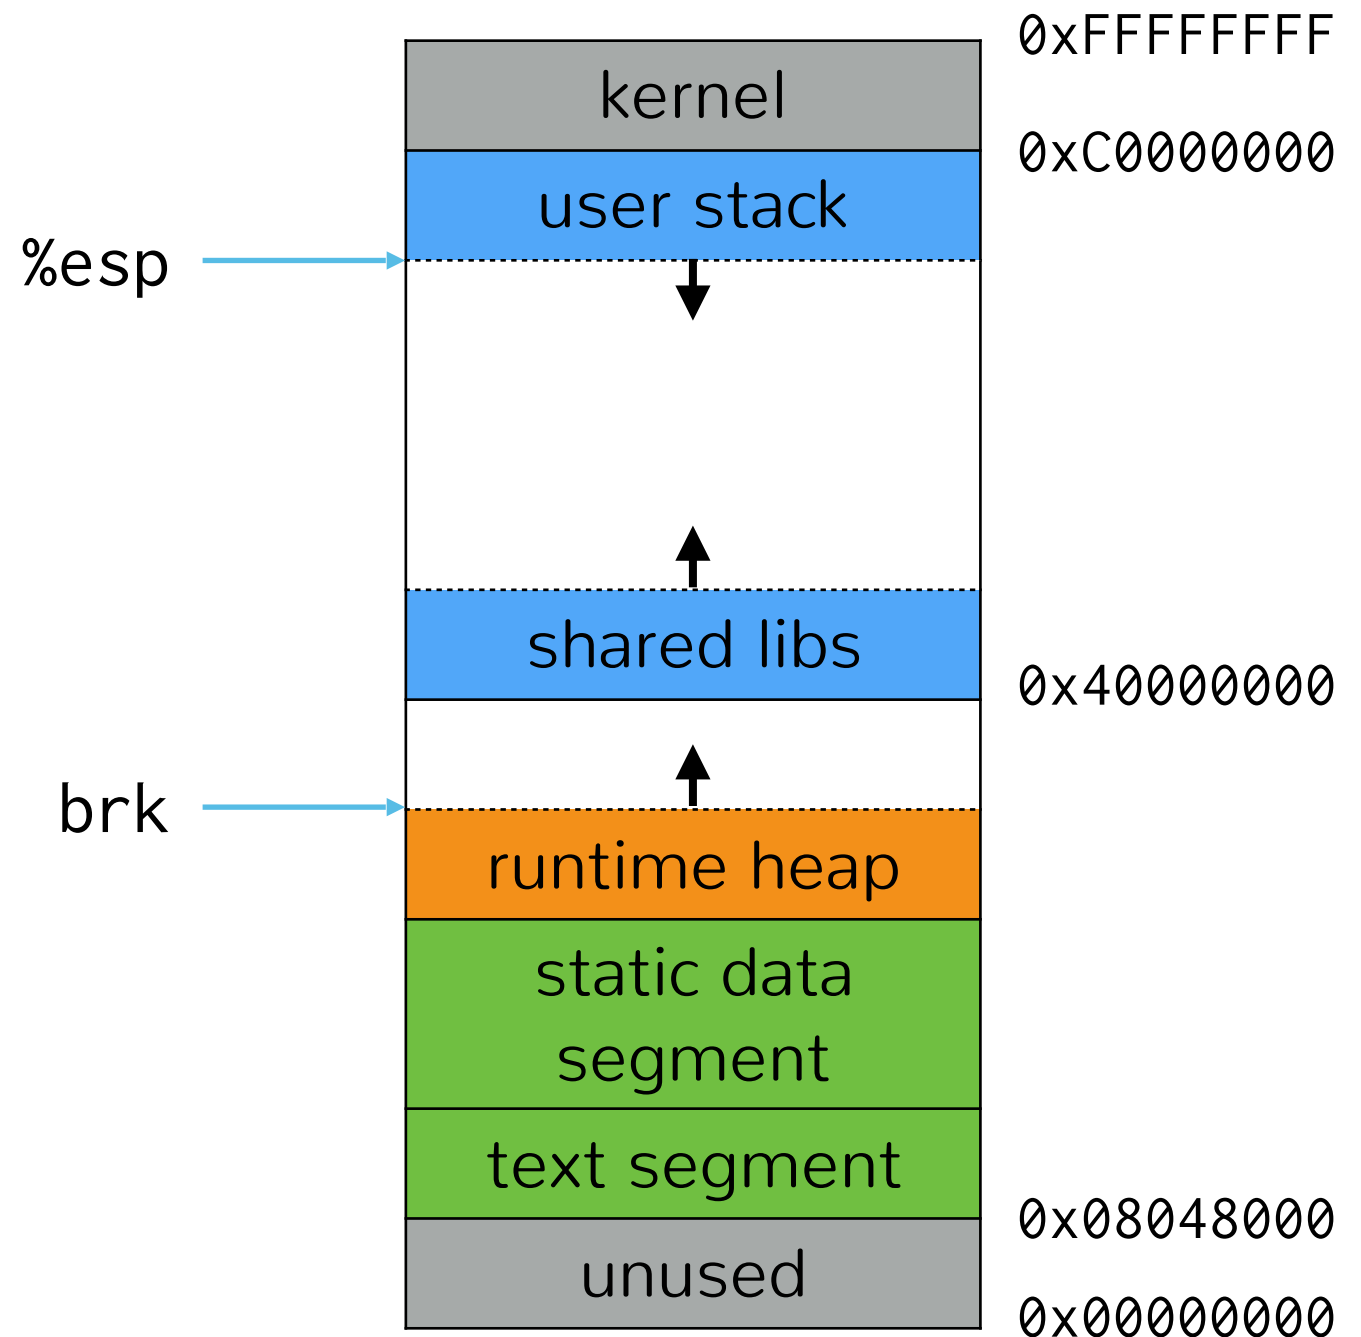 0xFFFFFFFF
kernel
0xC0000000
user stack
%esp
shared libs
0x40000000
brk
runtime heap
static data
segment
text segment
0x08048000
unused
0x00000000